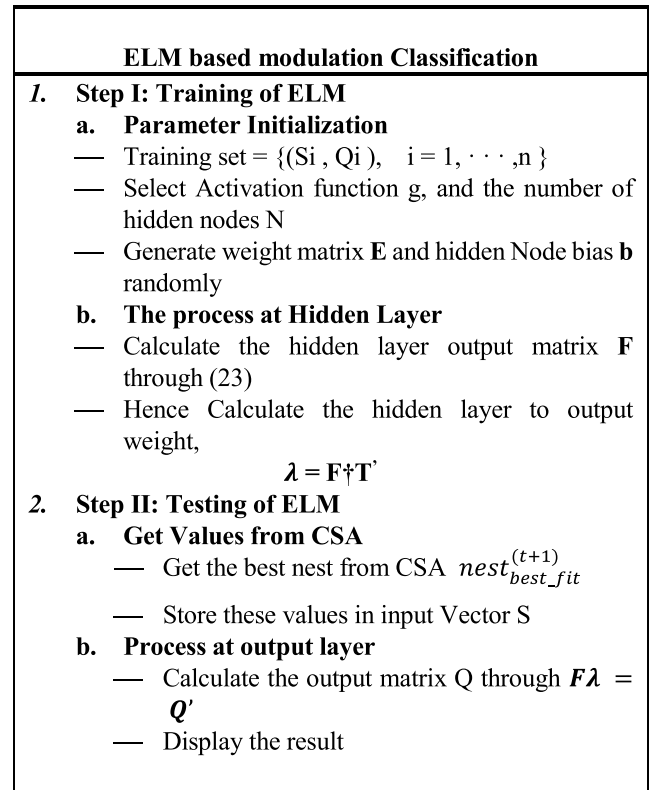 ELM based modulation Classification
1. Step I: Training of ELM
a. Parameter Initialization
— Training set = {(Si , Qi ), i = 1, · · · ,n }
— Select Activation function g, and the number of
hidden nodes N
— Generate weight matrix E and hidden Node bias b
randomly
b. The process at Hidden Layer
— Calculate the hidden layer output matrix F
through (23)
— Hence Calculate the hidden layer to output
weight,
λ = F†T’
2. Step II: Testing of ELM
a. Get Values from CSA
— Get the best nest from CSA nest_{best_fit}^{(t+1)}
— Store these values in input Vector S
b. Process at output layer
— Calculate the output matrix Q through Fλ =
Q’
— Display the result